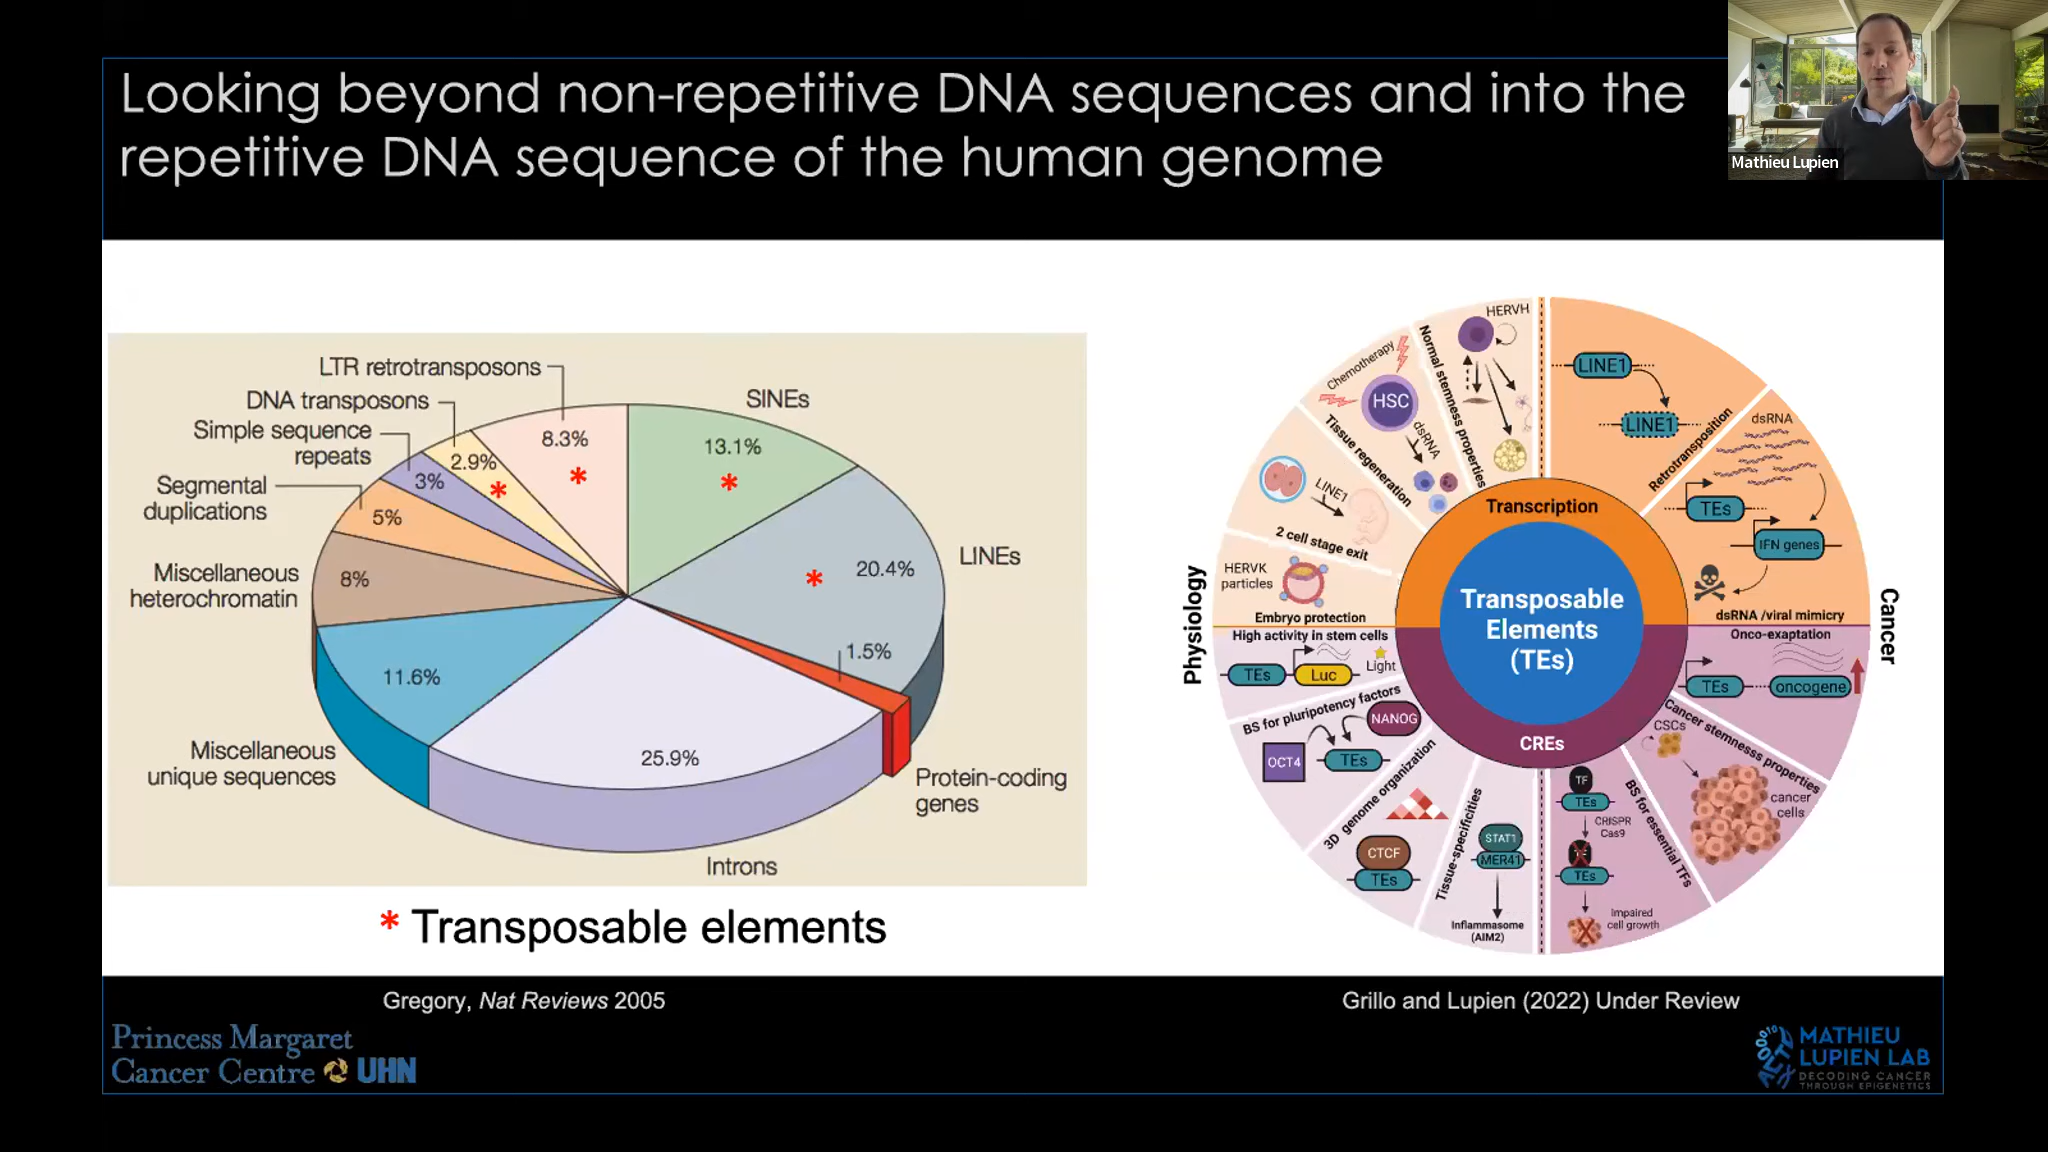 Looking beyond non-repetitive DNA sequences and into the
repetitive DNA sequence of the human genome
Mathieu Lupien
LTR retrotransposons
DNA transposons
Simple sequence
repeats
Segmental
duplications
Miscellaneous
heterochromatin
Miscellaneous
unique sequences
SINEs
LINEs
Protein-coding
genes
Introns
8.3%
*
13.1%
*
2.9%
*
3%
5%
8%
11.6%
25.9%
20.4%
*
1.5%
* Transposable elements
Physiology
Cancer
Transposable
Elements
(TEs)
Transcription
CREs
HERVH
Normal stemness properties
Chemotherapy
HSC
dsRNA
Tissue regeneration
LINE1
2 cell stage exit
HERVK
particles
Embryo protection
High activity in stem cells
TEs
Luc
Light
BS for pluripotency factors
NANOG
OCT4
TEs
3D genome organization
CTCF
TEs
Tissue-specificities
STAT1
MER41
Inflammasome
(AIM2)
LINE1
LINE1
Retrotransposition
dsRNA
TEs
IFN genes
dsRNA /viral mimicry
Onco-exaptation
TEs
oncogene
Cancer stemnesss properties
CSCs
cancer
cells
BS for essential TFs
TF
TEs
CRISPR
Cas9
TEs
Impaired
cell growth
Gregory, Nat Reviews 2005
Grillo and Lupien (2022) Under Review
Princess Margaret
Cancer Centre UHN
MATHIEU
LUPIEN LAB
DECODING CANCER
THROUGH EPIGENETICS